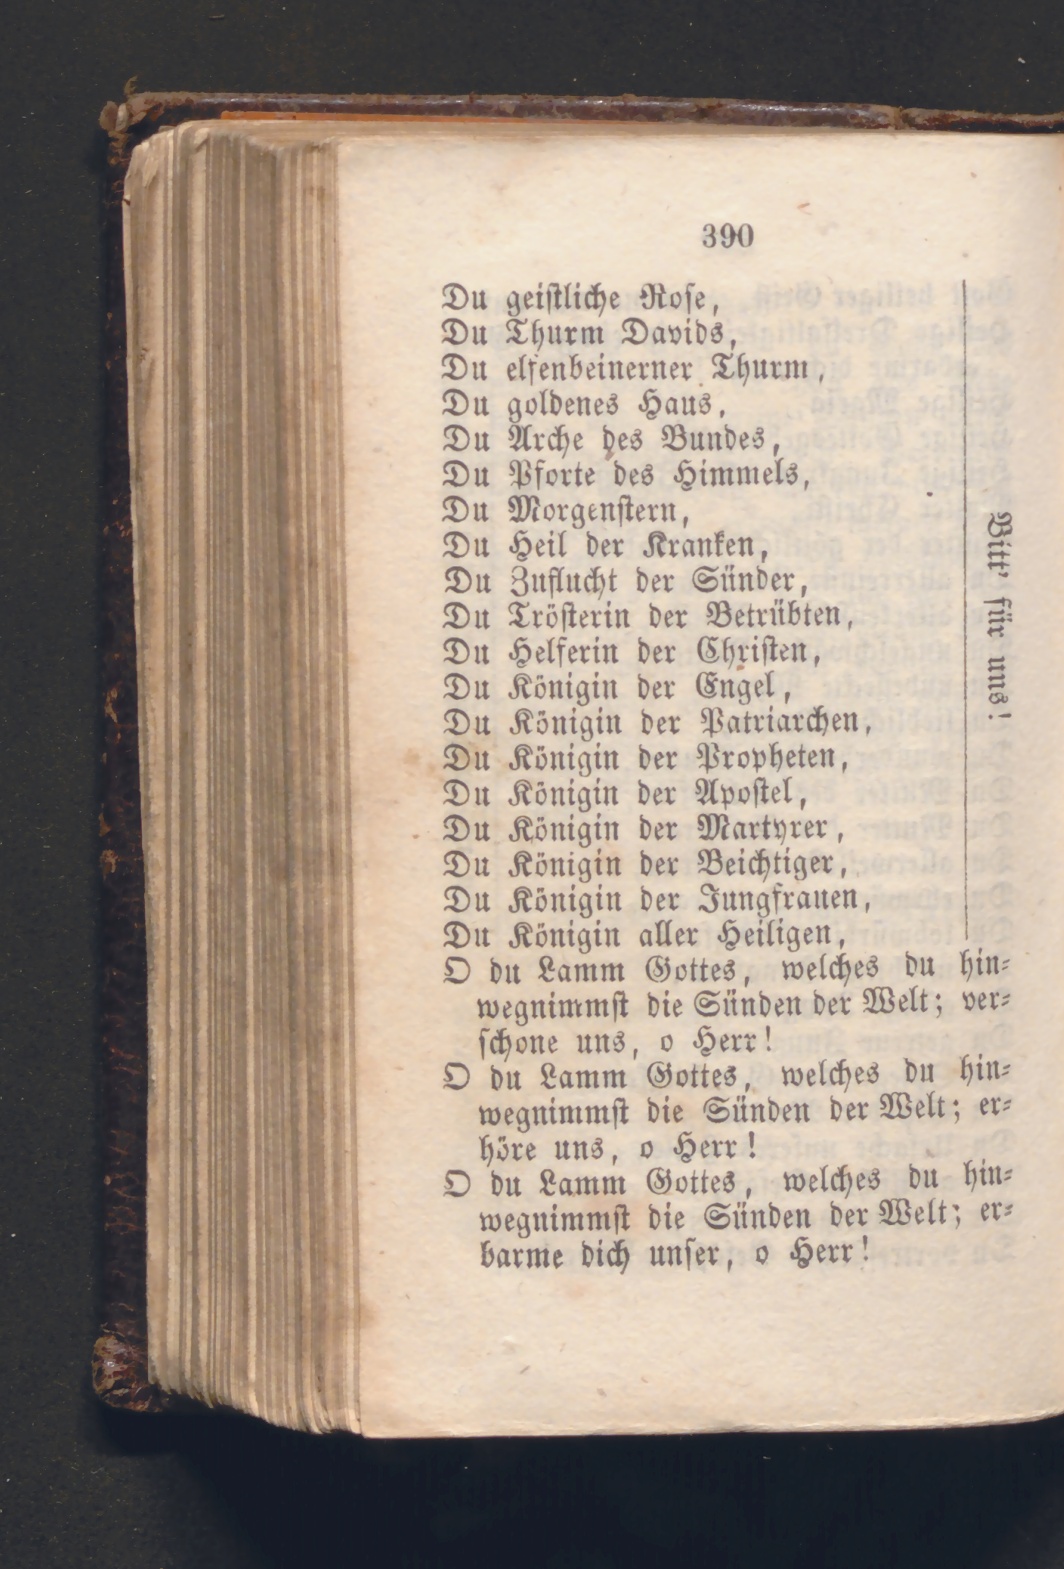 390
Du geistliche Rose,
Du Thurm Davids,
Du elfenbeinerner Thurm,
Du goldenes Haus,
Du Arche des Bundes,
Du Pforte des Himmels,
Du Morgenstern,
Du Heil der Kranken,
Du Zuflucht der Sünder,
Du Trösterin der Betrübten,
Du Helferin der Christen,
Du Königin der Engel,
Du Königin der Patriarchen,
Du Königin der Propheten,
Du Königin der Apostel,
Du Königin der Martyrer,
Du Königin der Beichtiger,
Du Königin der Jungfrauen,
Du Königin aller Heiligen,
Bitt' für uns!
O du Lamm Gottes, welches du hin-
wegnimmst die Sünden der Welt; ver-
schone uns, o Herr!
O du Lamm Gottes, welches du hin-
wegnimmst die Sünden der Welt; er-
höre uns, o Herr!
O du Lamm Gottes, welches du hin-
wegnimmst die Sünden der Welt; er-
barme dich unser, o Herr!